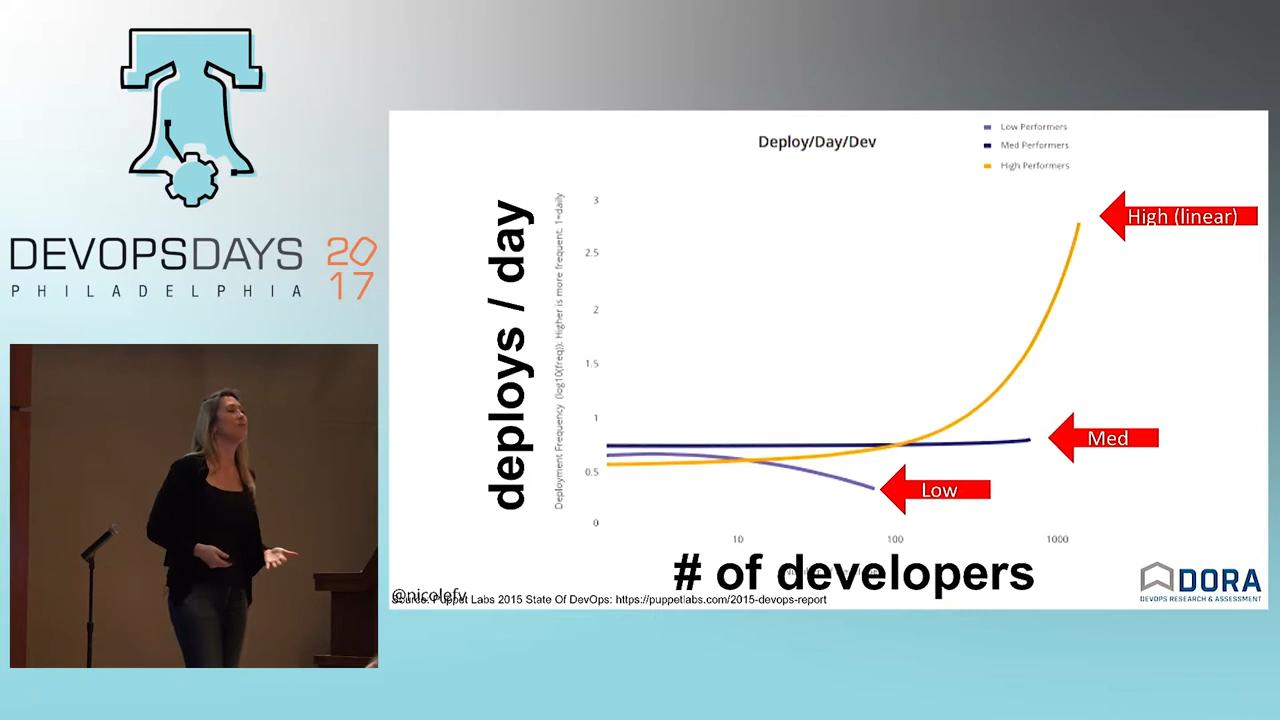 DEVOPSDAYS 20
PHILADELPHIA 17
Deploy/Day/Dev
Low Performers
Med Performers
High Performers
deploys / day
Deployment Frequency (log10(freq)): Higher is more frequent, 1=daily
3
2.5
2
1.5
1
0.5
0
High (linear)
Med
Low
10
100
1000
# of developers
@nicolefv
Source: Puppet Labs 2015 State Of DevOps: https://puppetlabs.com/2015-devops-report
DORA
DEVOPS RESEARCH & ASSESSMENT